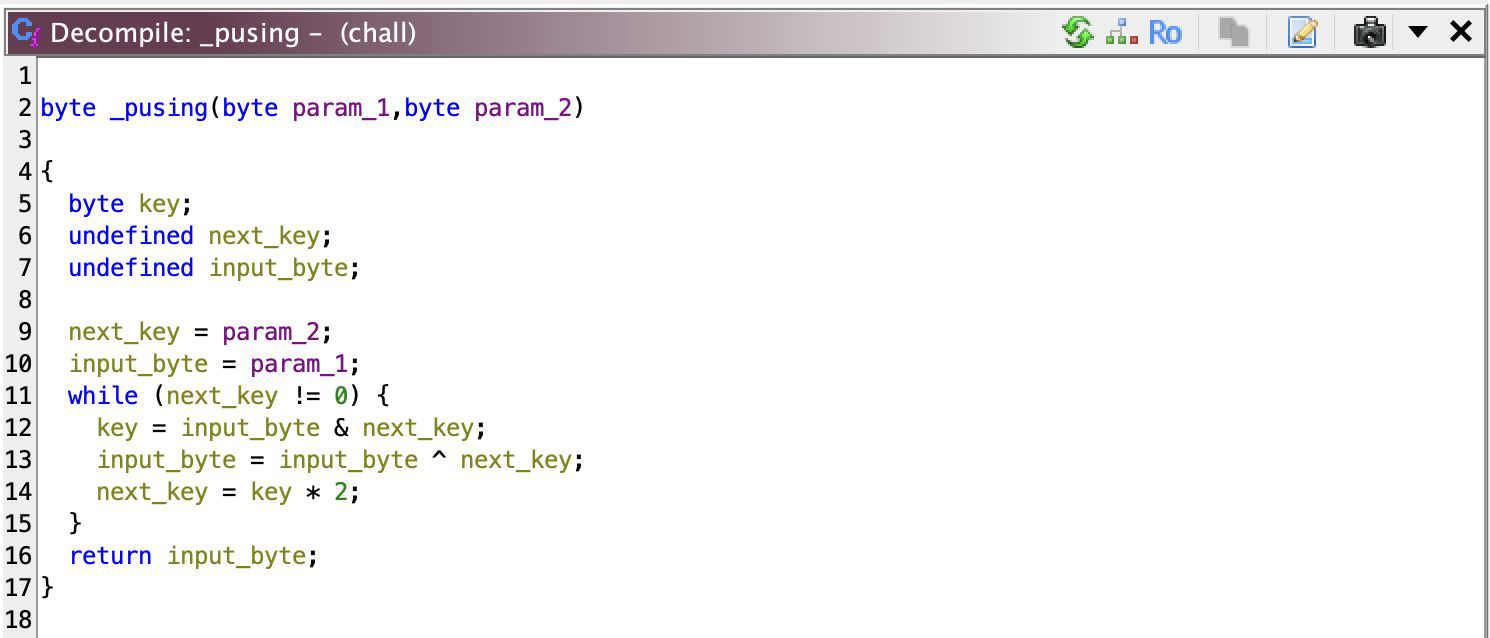 Decompile: _pusing – (chall)
Ro
1
2 byte _pusing(byte param_1,byte param_2)
3
4 {
5   byte key;
6   undefined next_key;
7   undefined input_byte;
8
9   next_key = param_2;
10   input_byte = param_1;
11   while (next_key != 0) {
12     key = input_byte & next_key;
13     input_byte = input_byte ^ next_key;
14     next_key = key * 2;
15   }
16   return input_byte;
17 }
18